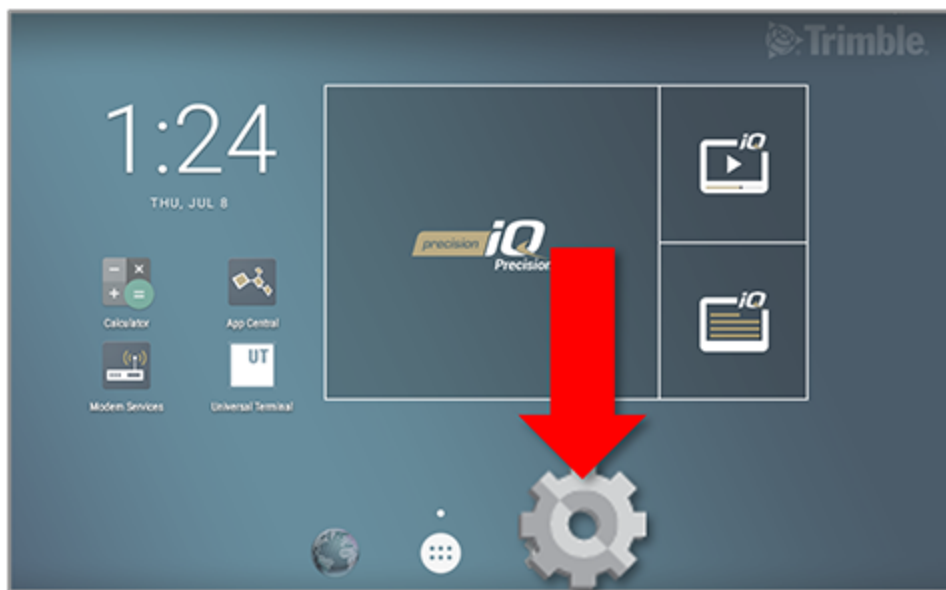 Trimble.
1:24
THU, JUL 8
precision iQ
Precision
iQ
iQ
Calculator
App Central
UT
Modem Services
Universal Terminal